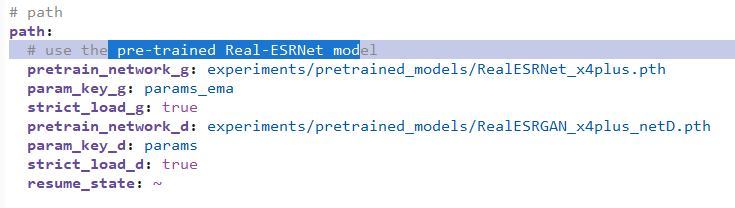 # path
path:
# use the pre-trained Real-ESRNet model
pretrain_network_g: experiments/pretrained_models/RealESRNet_x4plus.pth
param_key_g: params_ema
strict_load_g: true
pretrain_network_d: experiments/pretrained_models/RealESRGAN_x4plus_netD.pth
param_key_d: params
strict_load_d: true
resume_state: ~